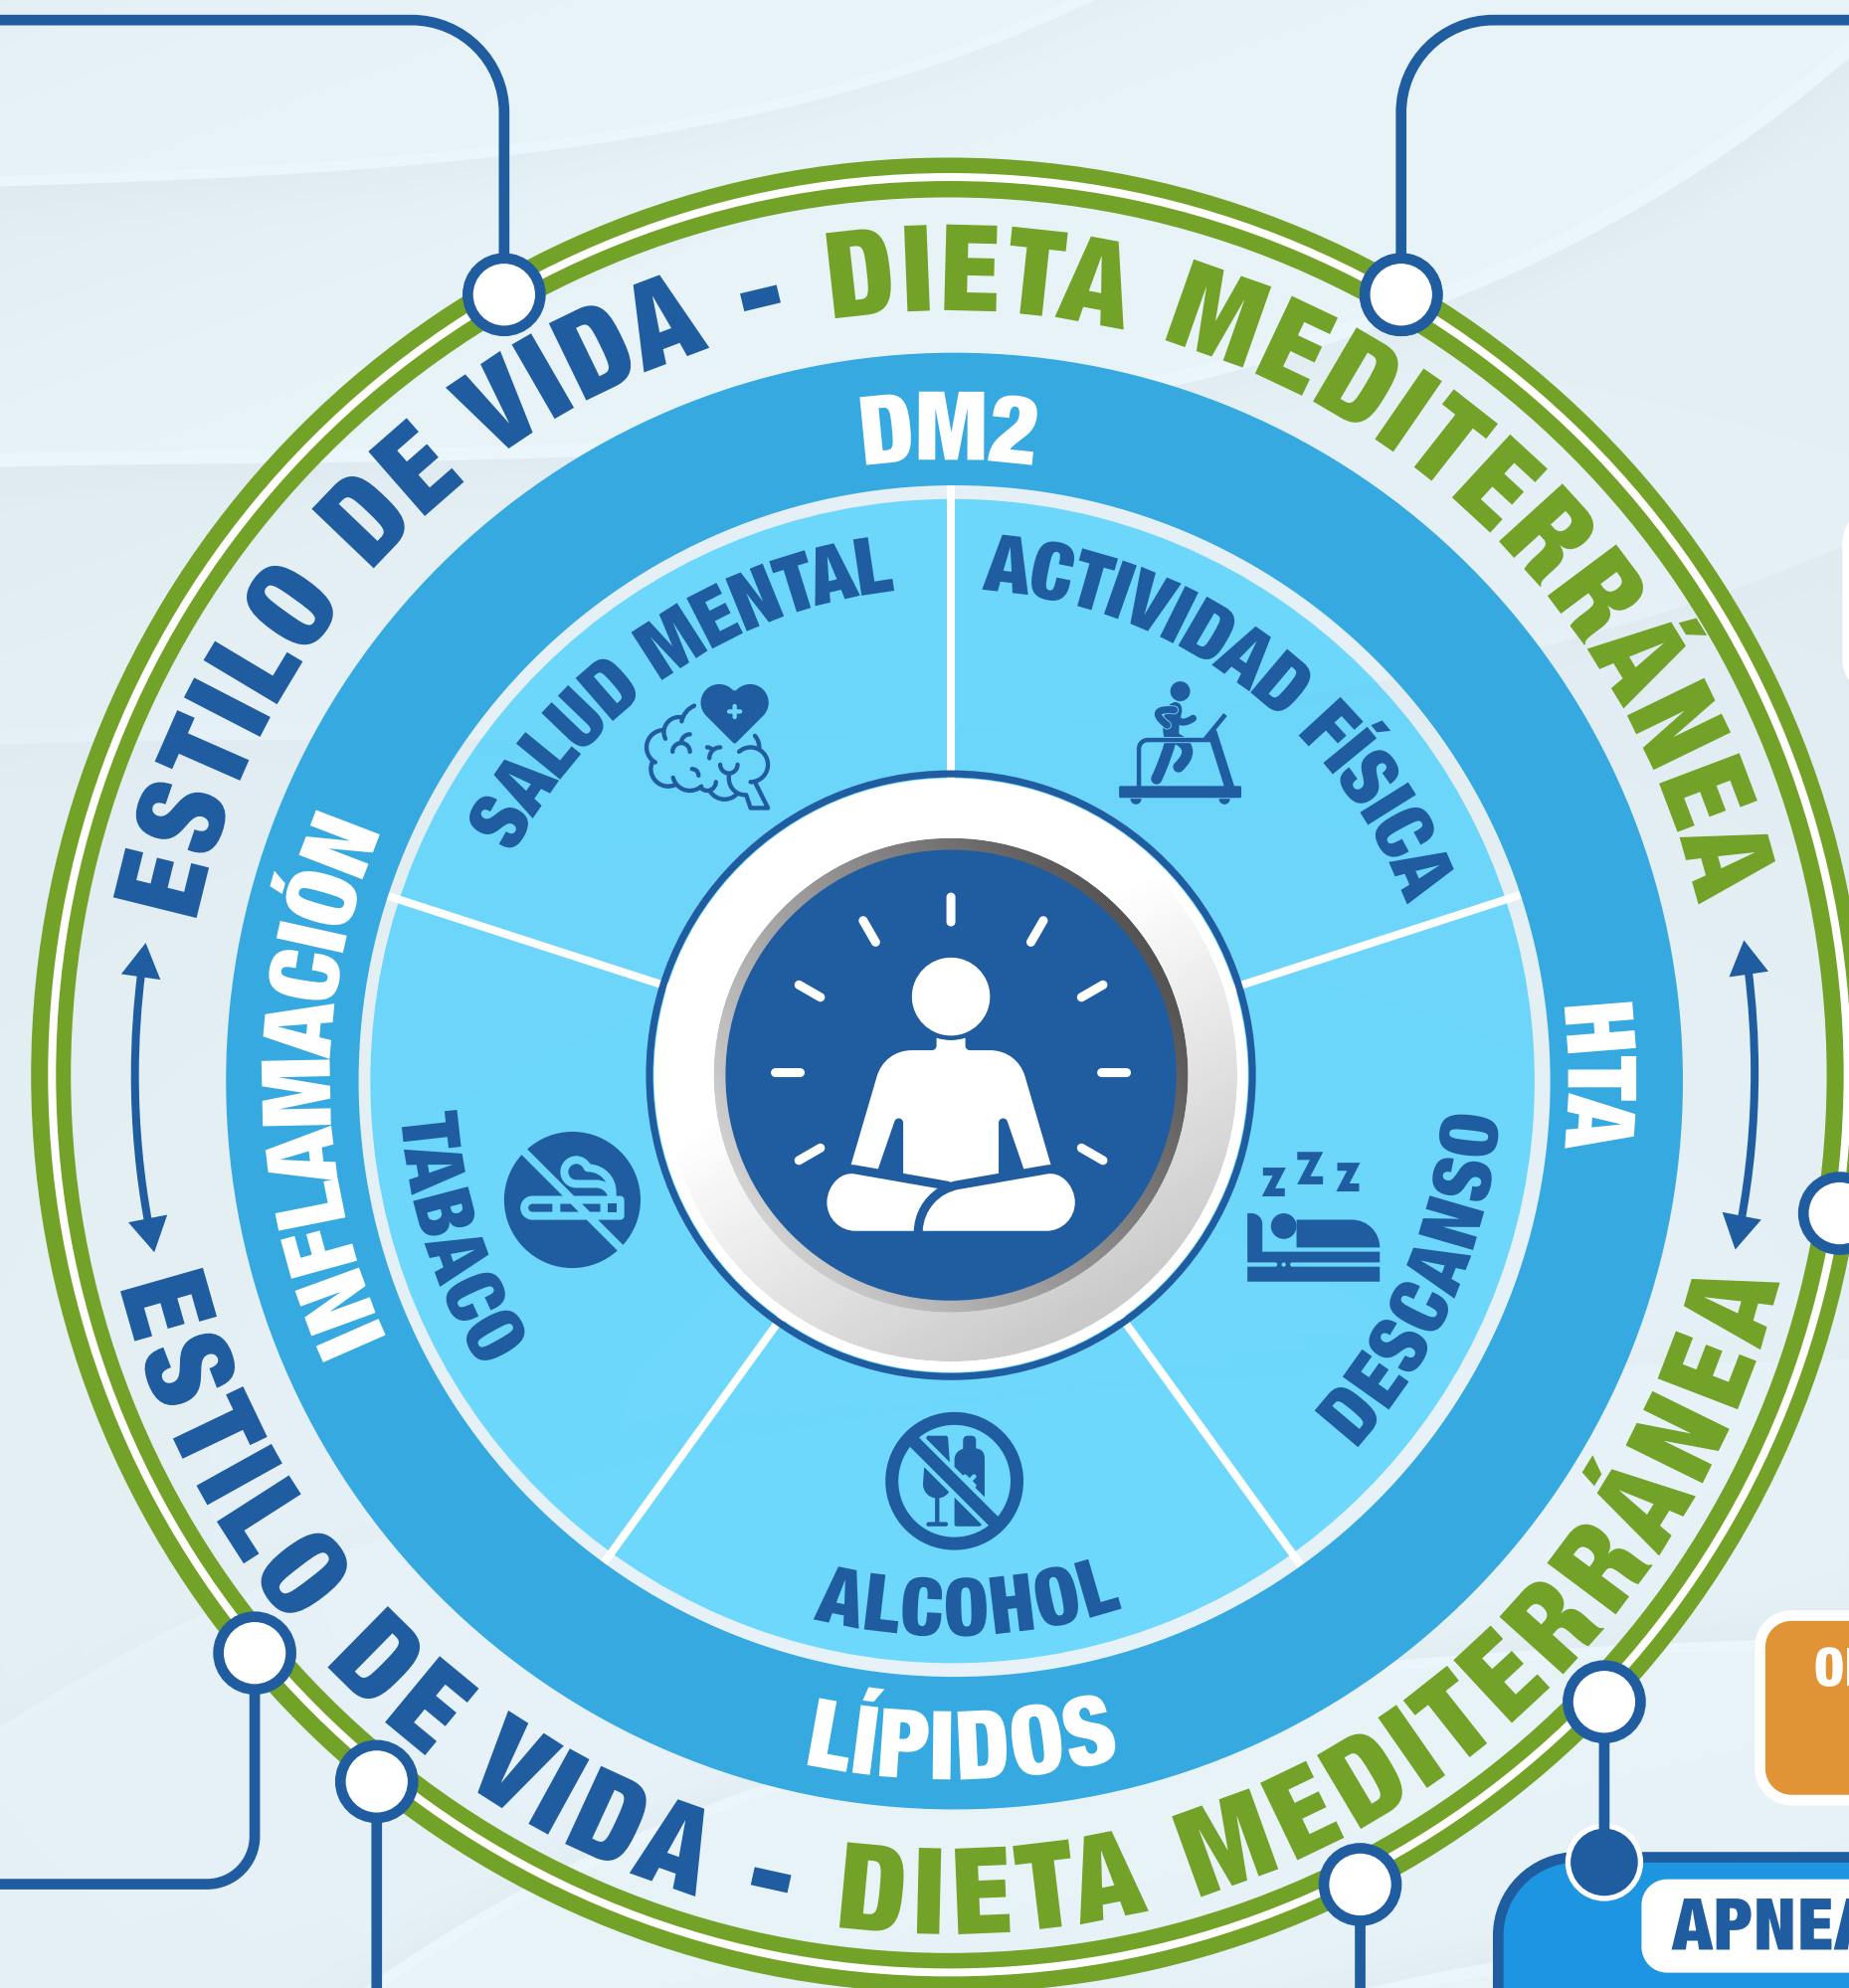 ESTILO DE VIDA - DIETA MEDITERRÁNEA
DM2
SALUD MENTAL
ACTIVIDAD FÍSICA
INFLAMACIÓN
HTA
TABACO
Z Z Z
DESCANSO
ALCOHOL
LÍPIDOS
ESTILO DE VIDA - DIETA MEDITERRÁNEA
APNEA